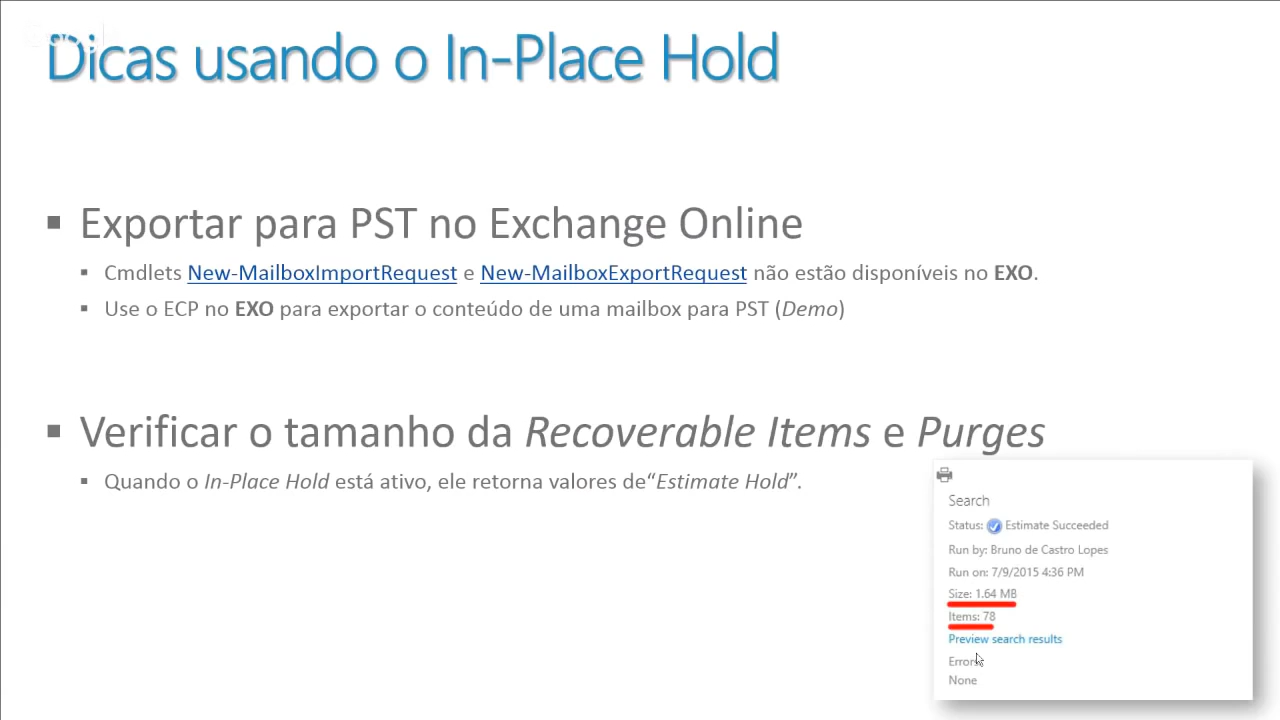 Google
Dicas usando o In-Place Hold
▪ Exportar para PST no Exchange Online
▪ Cmdlets New-MailboxImportRequest e New-MailboxExportRequest não estão disponíveis no EXO.
▪ Use o ECP no EXO para exportar o conteúdo de uma mailbox para PST (Demo)
▪ Verificar o tamanho da Recoverable Items e Purges
▪ Quando o In-Place Hold está ativo, ele retorna valores de“Estimate Hold”.
Search
Status: Estimate Succeeded
Run by: Bruno de Castro Lopes
Run on: 7/9/2015 4:36 PM
Size: 1.64 MB
Items: 78
Preview search results
Errors
None